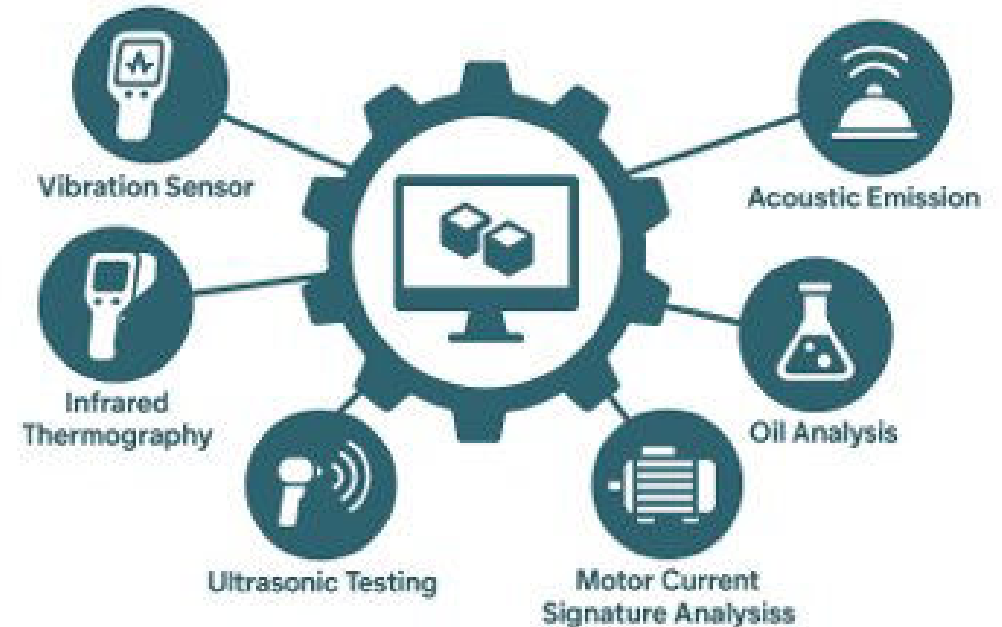 Vibration Sensor
Acoustic Emission
Infrared
Thermography
Oil Analysis
Ultrasonic Testing
Motor Current
Signature Analysiss